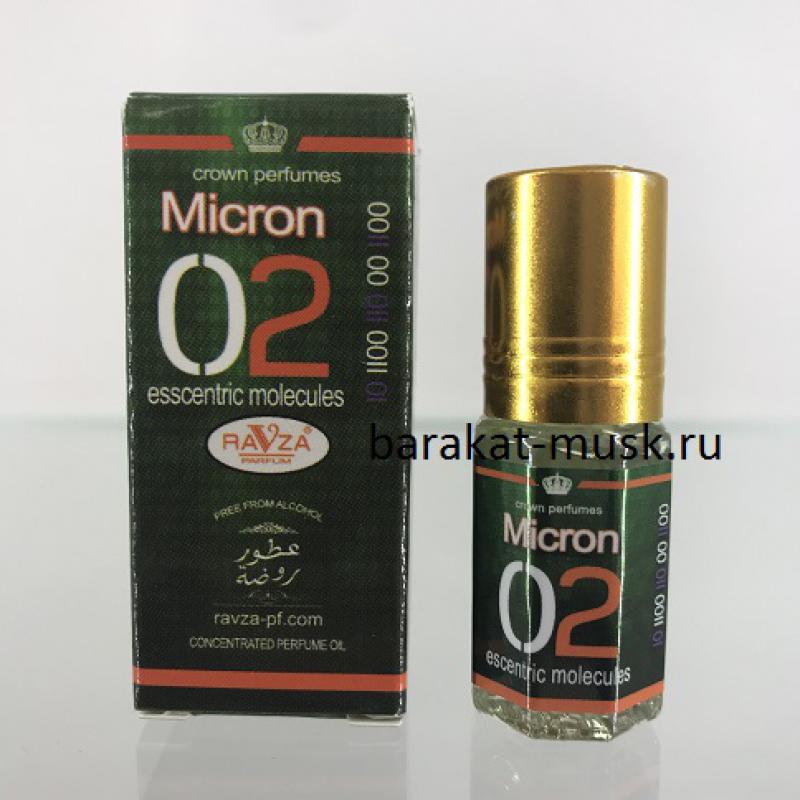 crown perfumes
Micron
02
esscentric molecules
10 1100 110 00 1100
RAVZA®
PARFUM
FREE FROM ALCOHOL
عطور
روضة
ravza-pf.com
CONCENTRATED PERFUME OIL
barakat-musk.ru
crown perfumes
Micron
02
escentric molecules
10 1100 110 00 1100